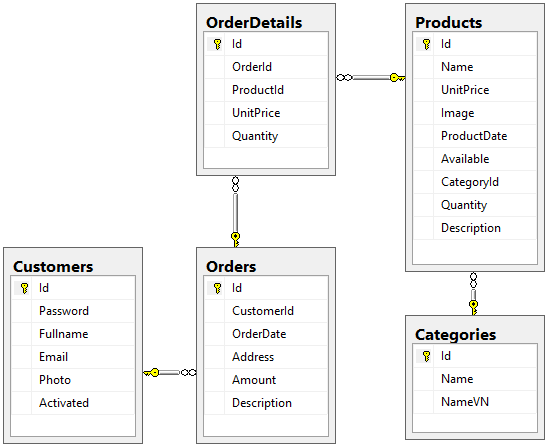 OrderDetails
Id
OrderId
ProductId
UnitPrice
Quantity
Products
Id
Name
UnitPrice
Image
ProductDate
Available
CategoryId
Quantity
Description
Customers
Id
Password
Fullname
Email
Photo
Activated
Orders
Id
CustomerId
OrderDate
Address
Amount
Description
Categories
Id
Name
NameVN